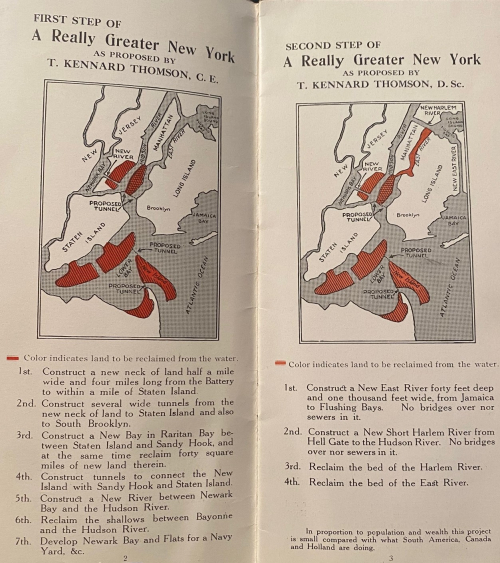 FIRST STEP OF
A Really Greater New York
AS PROPOSED BY
T. KENNARD THOMSON, C. E.
NEW
JERSEY
NEW
RIVER
NEWARK BAY
MANHATTAN
EAST RIVER
LONG ISLAND
PROPOSED
TUNNEL
Brooklyn
JAMAICA
BAY
STATEN ISLAND
PROPOSED
TUNNEL
LOWER
BAY
PROPOSED
TUNNEL
ATLANTIC OCEAN
Color indicates land to be reclaimed from the water.
1st. Construct a new neck of land half a mile
wide and four miles long from the Battery
to within a mile of Staten Island.
2nd. Construct several wide tunnels from the
new neck of land to Staten Island and also
to South Brooklyn.
3rd. Construct a New Bay in Raritan Bay be-
tween Staten Island and Sandy Hook, and
at the same time reclaim forty square
miles of new land therein.
4th. Construct tunnels to connect the New
Island with Sandy Hook and Staten Island.
5th. Construct a New River between Newark
Bay and the Hudson River.
6th. Reclaim the shallows between Bayonne
and the Hudson River.
7th. Develop Newark Bay and Flats for a Navy
Yard, &c.
2
SECOND STEP OF
A Really Greater New York
AS PROPOSED BY
T. KENNARD THOMSON, D. Sc.
NEW HARLEM
RIVER
NEW
JERSEY
NEW
RIVER
NEWARK BAY
MANHATTAN
EAST RIVER
LONG ISLAND
NEW EAST RIVER
PROPOSED
TUNNEL
Brooklyn
JAMAICA
BAY
STATEN ISLAND
PROPOSED
TUNNEL
LOWER
BAY
PROPOSED
TUNNEL
ATLANTIC OCEAN
Color indicates land to be reclaimed from the water.
1st. Construct a New East River forty feet deep
and one thousand feet wide, from Jamaica
to Flushing Bays. No bridges over nor
sewers in it.
2nd. Construct a New Short Harlem River from
Hell Gate to the Hudson River. No bridges
over nor sewers in it.
3rd. Reclaim the bed of the Harlem River.
4th. Reclaim the bed of the East River.
In proportion to population and wealth this project
is small compared with what South America, Canada
and Holland are doing.
3